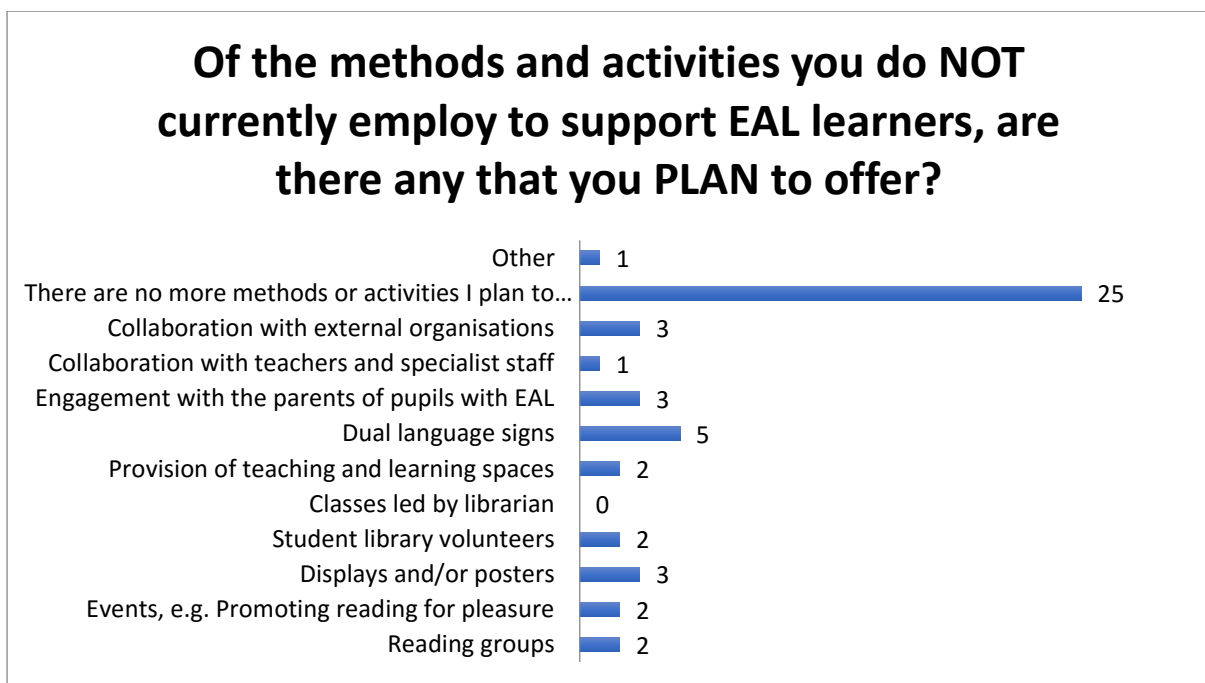 Of the methods and activities you do NOT
currently employ to support EAL learners, are
there any that you PLAN to offer?
Other 1
There are no more methods or activities I plan to... 25
Collaboration with external organisations 3
Collaboration with teachers and specialist staff 1
Engagement with the parents of pupils with EAL 3
Dual language signs 5
Provision of teaching and learning spaces 2
Classes led by librarian 0
Student library volunteers 2
Displays and/or posters 3
Events, e.g. Promoting reading for pleasure 2
Reading groups 2